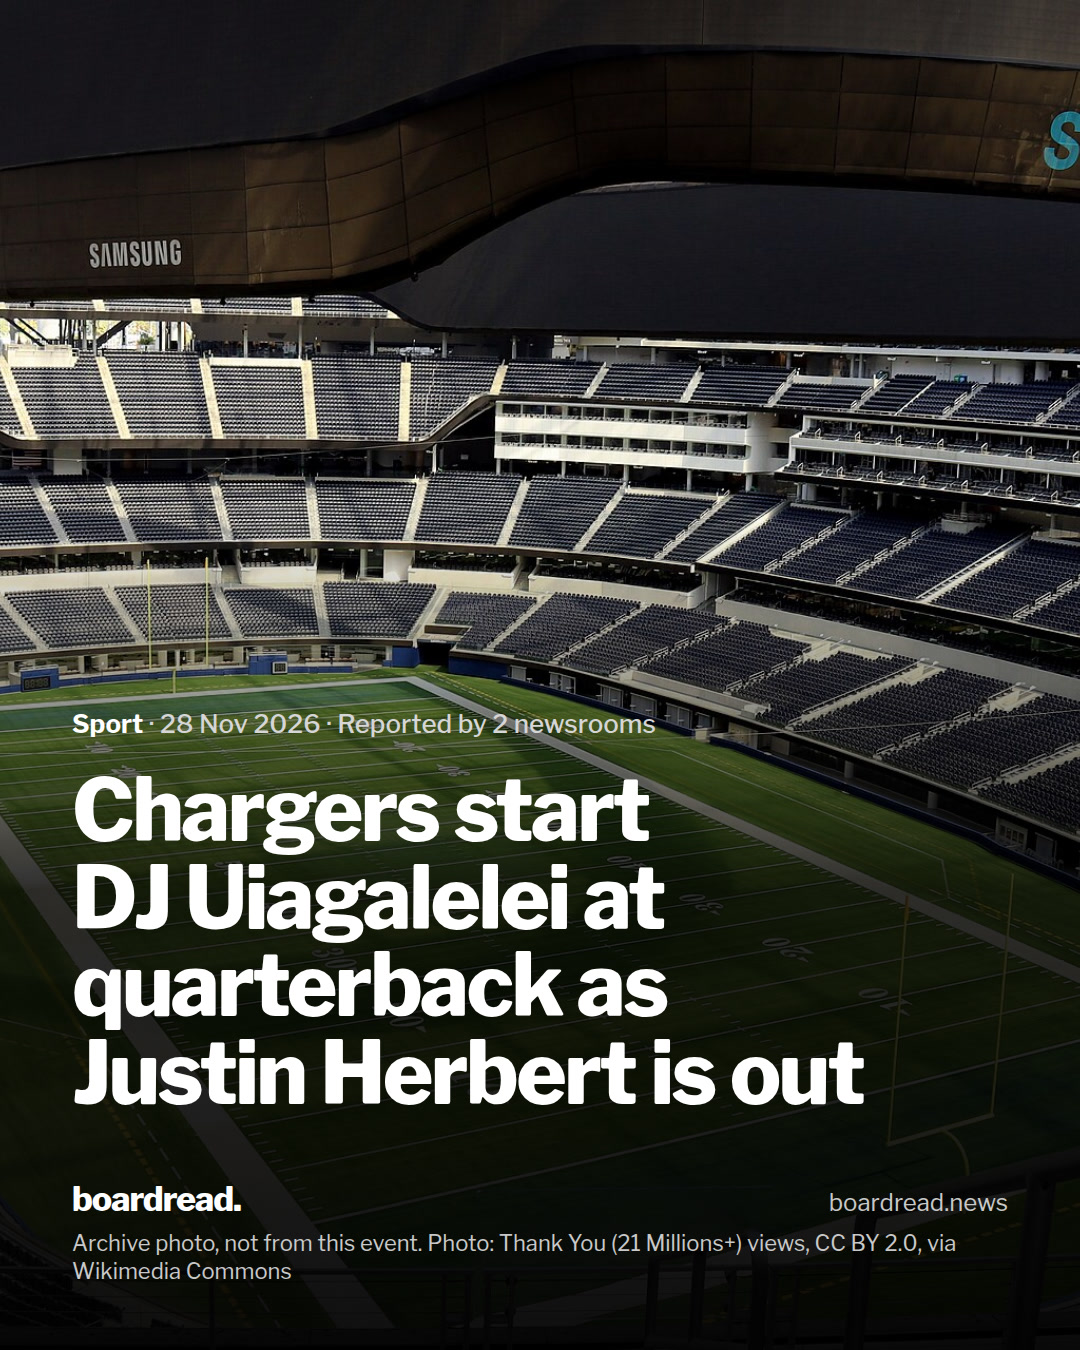 SAMSUNG
S
Sport · 28 Nov 2026 · Reported by 2 newsrooms
Chargers start
DJ Uiagalelei at
quarterback as
Justin Herbert is out
boardread.
boardread.news
Archive photo, not from this event. Photo: Thank You (21 Millions+) views, CC BY 2.0, via
Wikimedia Commons